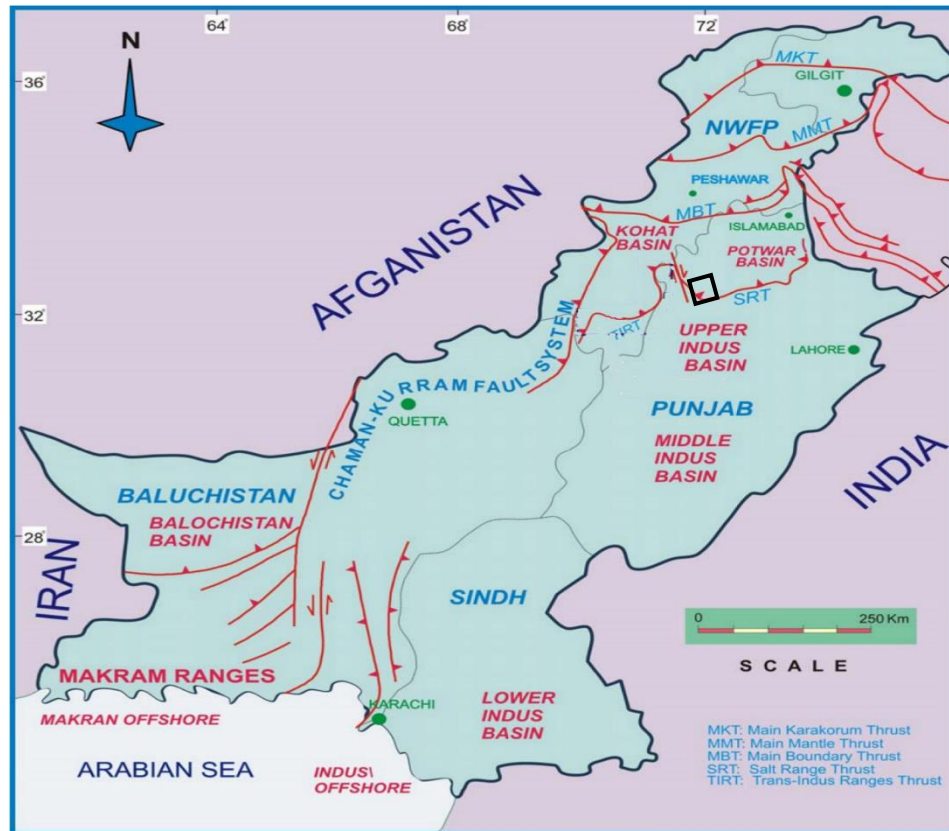 64°
68°
72°
N
36°
MKT
GILGIT
NWFP
MMT
PESHAWAR
MBT
ISLAMABAD
KOHAT
BASIN
POTWAR
BASIN
AFGANISTAN
32°
SRT
TIRT
UPPER
INDUS
BASIN
LAHORE
CHAMAN-KURRAM FAULT SYSTEM
QUETTA
PUNJAB
MIDDLE
INDUS
BASIN
INDIA
BALUCHISTAN
BALOCHISTAN
BASIN
28°
IRAN
SINDH
0 250 Km
SCALE
MAKRAM RANGES
KARACHI
LOWER
INDUS
BASIN
MAKRAN OFFSHORE
ARABIAN SEA
INDUS\
OFFSHORE
MKT: Main Karakorum Thrust
MMT: Main Mantle Thrust
MBT: Main Boundary Thrust
SRT: Salt Range Thrust
TIRT: Trans-Indus Ranges Thrust